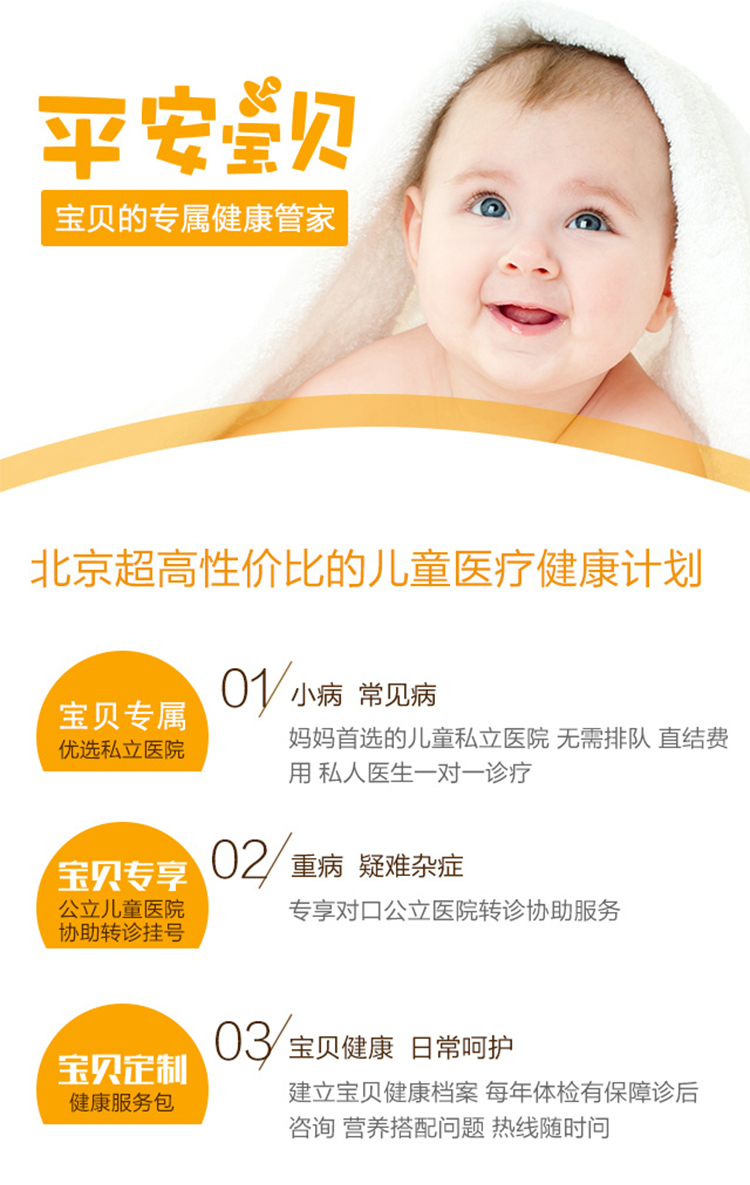 平安宝贝
宝贝的专属健康管家
北京超高性价比的儿童医疗健康计划
宝贝专属
优选私立医院
01/小病 常见病
妈妈首选的儿童私立医院 无需排队 直结费
用 私人医生一对一诊疗
宝贝专享
公立儿童医院
协助转诊挂号
02/重病 疑难杂症
专享对口公立医院转诊协助服务
宝贝定制
健康服务包
03/宝贝健康 日常呵护
建立宝贝健康档案 每年体检有保障诊后
咨询 营养搭配问题 热线随时问